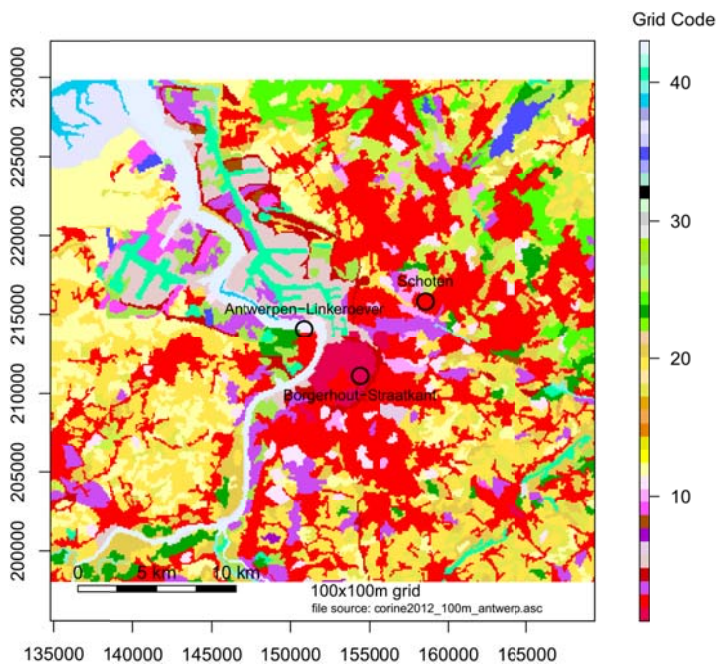 Grid Code
230000
225000
220000
215000
210000
205000
200000
40
30
20
10
Schoten
Antwerpen-Linkeroever
Borgerhout-Straatkant
0 5 km 10 km
100x100m grid
file source: corine2012_100m_antwerp.asc
135000 140000 145000 150000 155000 160000 165000